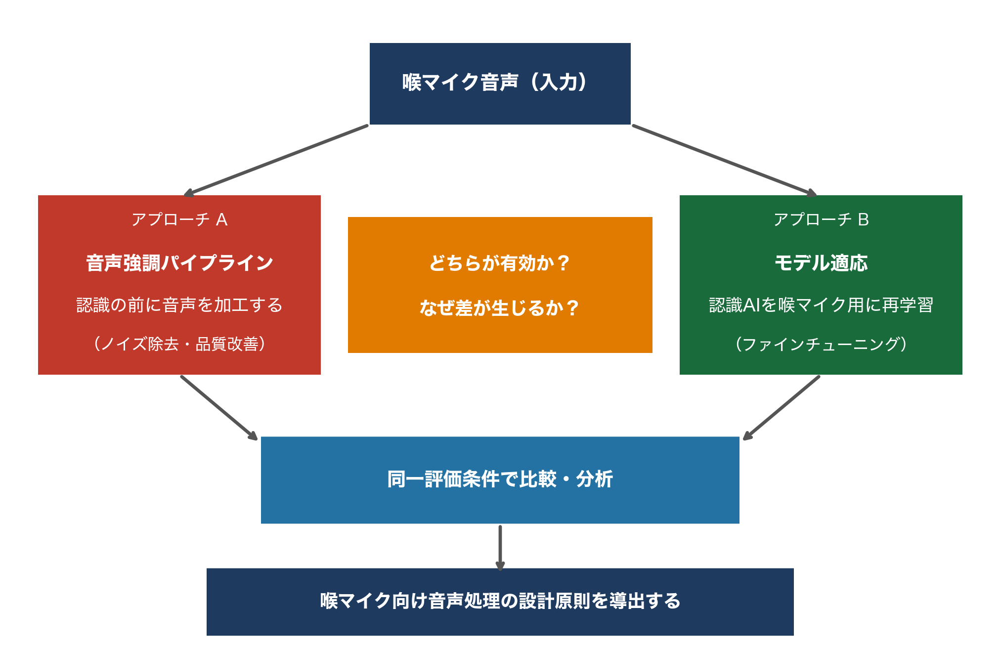 喉マイク音声（入力）
アプローチ A
音声強調パイプライン
認識の前に音声を加工する
（ノイズ除去・品質改善）
どちらが有効か？
なぜ差が生じるか？
アプローチ B
モデル適応
認識AIを喉マイク用に再学習
（ファインチューニング）
同一評価条件で比較・分析
喉マイク向け音声処理の設計原則を導出する